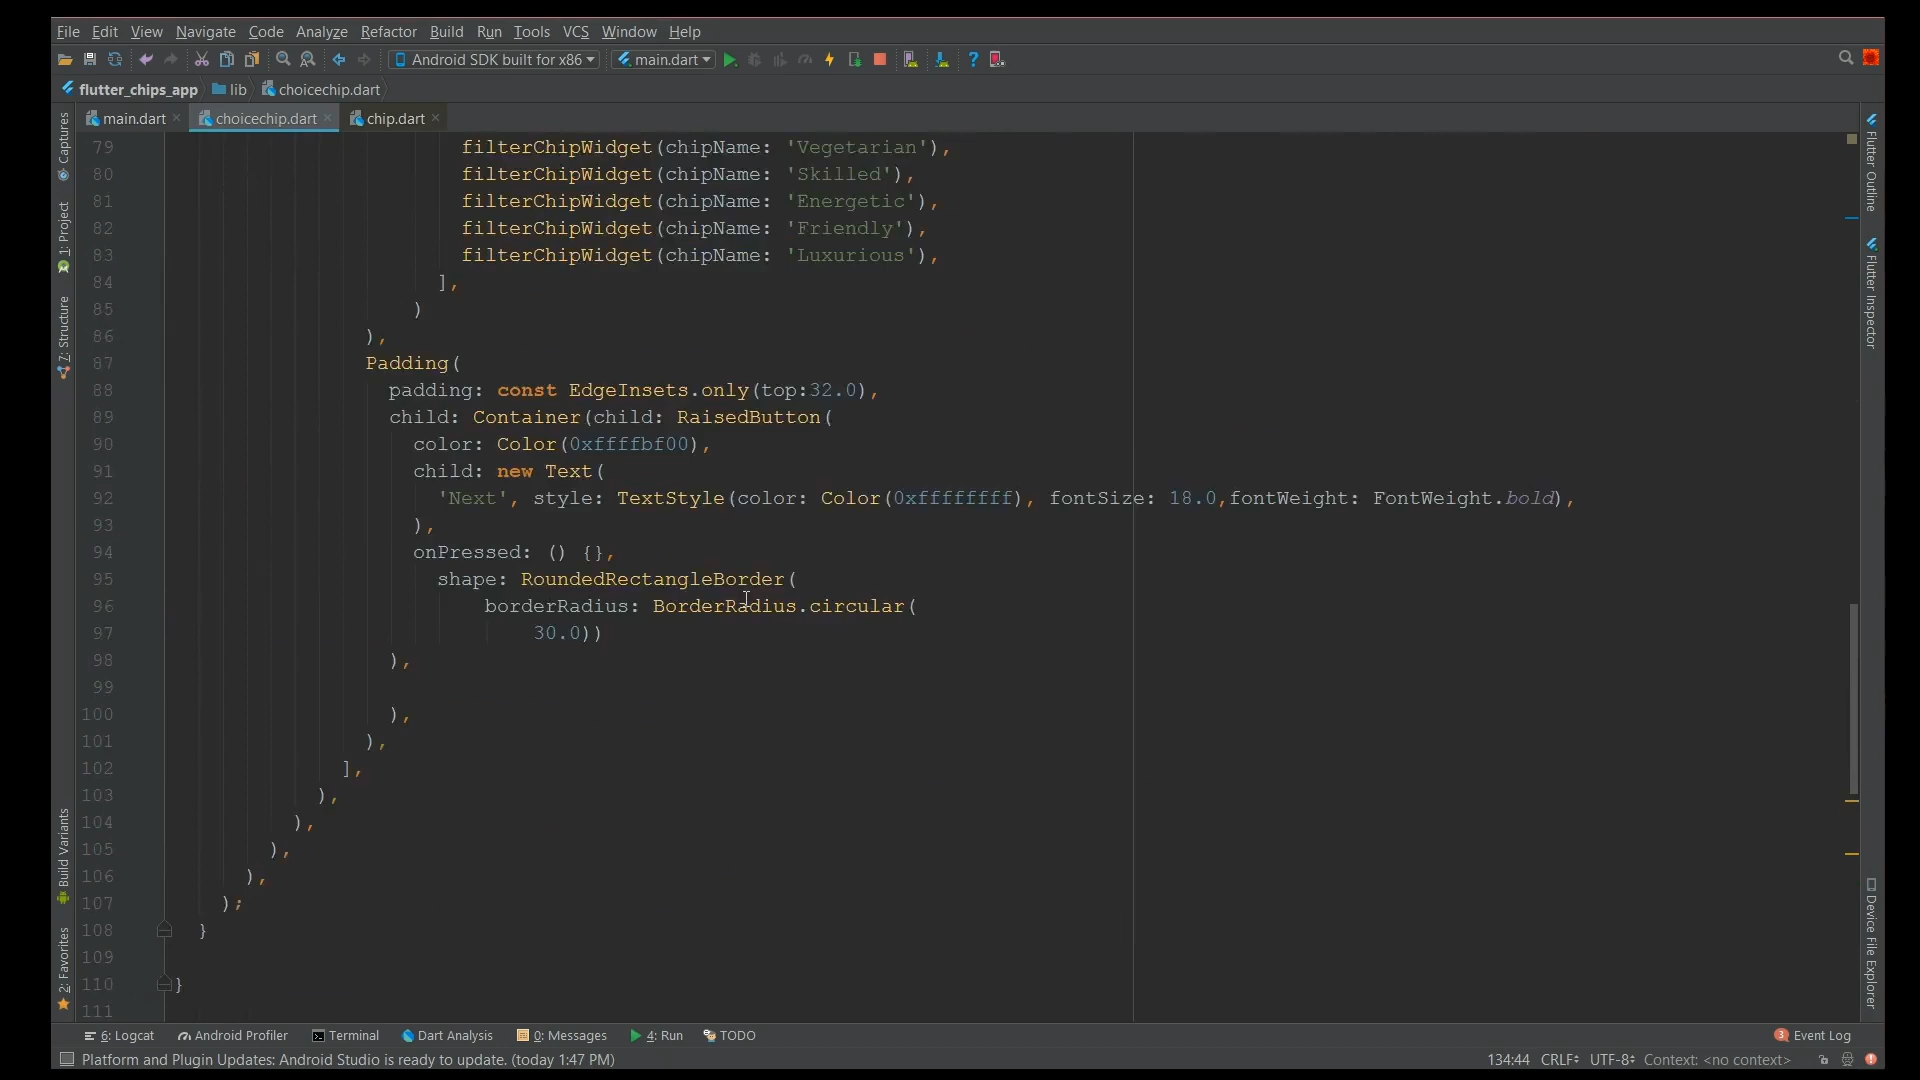 File Edit View Navigate Code Analyze Refactor Build Run Tools VCS Window Help
Android SDK built for x86 main.dart
flutter_chips_app lib choicechip.dart
main.dart choicechip.dart chip.dart
79 filterChipWidget(chipName: 'Vegetarian'),
80 filterChipWidget(chipName: 'Skilled'),
81 filterChipWidget(chipName: 'Energetic'),
82 filterChipWidget(chipName: 'Friendly'),
83 filterChipWidget(chipName: 'Luxurious'),
84 ],
85 )
86 ),
87 Padding(
88 padding: const EdgeInsets.only(top:32.0),
89 child: Container(child: RaisedButton(
90 color: Color(0xffffbf00),
91 child: new Text(
92 'Next', style: TextStyle(color: Color(0xffffffff), fontSize: 18.0,fontWeight: FontWeight.bold),
93 ),
94 onPressed: () {},
95 shape: RoundedRectangleBorder(
96 borderRadius: BorderRadius.circular(
97 30.0))
98 ),
99
100 ),
101 ),
102 ],
103 ),
104 ),
105 ),
106 ),
107 );
108 }
109
110 }
111
Captures
1: Project
7: Structure
Build Variants
2: Favorites
Flutter Outline
Flutter Inspector
Device File Explorer
6: Logcat Android Profiler Terminal Dart Analysis 0: Messages 4: Run TODO 3 Event Log
Platform and Plugin Updates: Android Studio is ready to update. (today 1:47 PM) 134:44 CRLF UTF-8 Context: <no context>